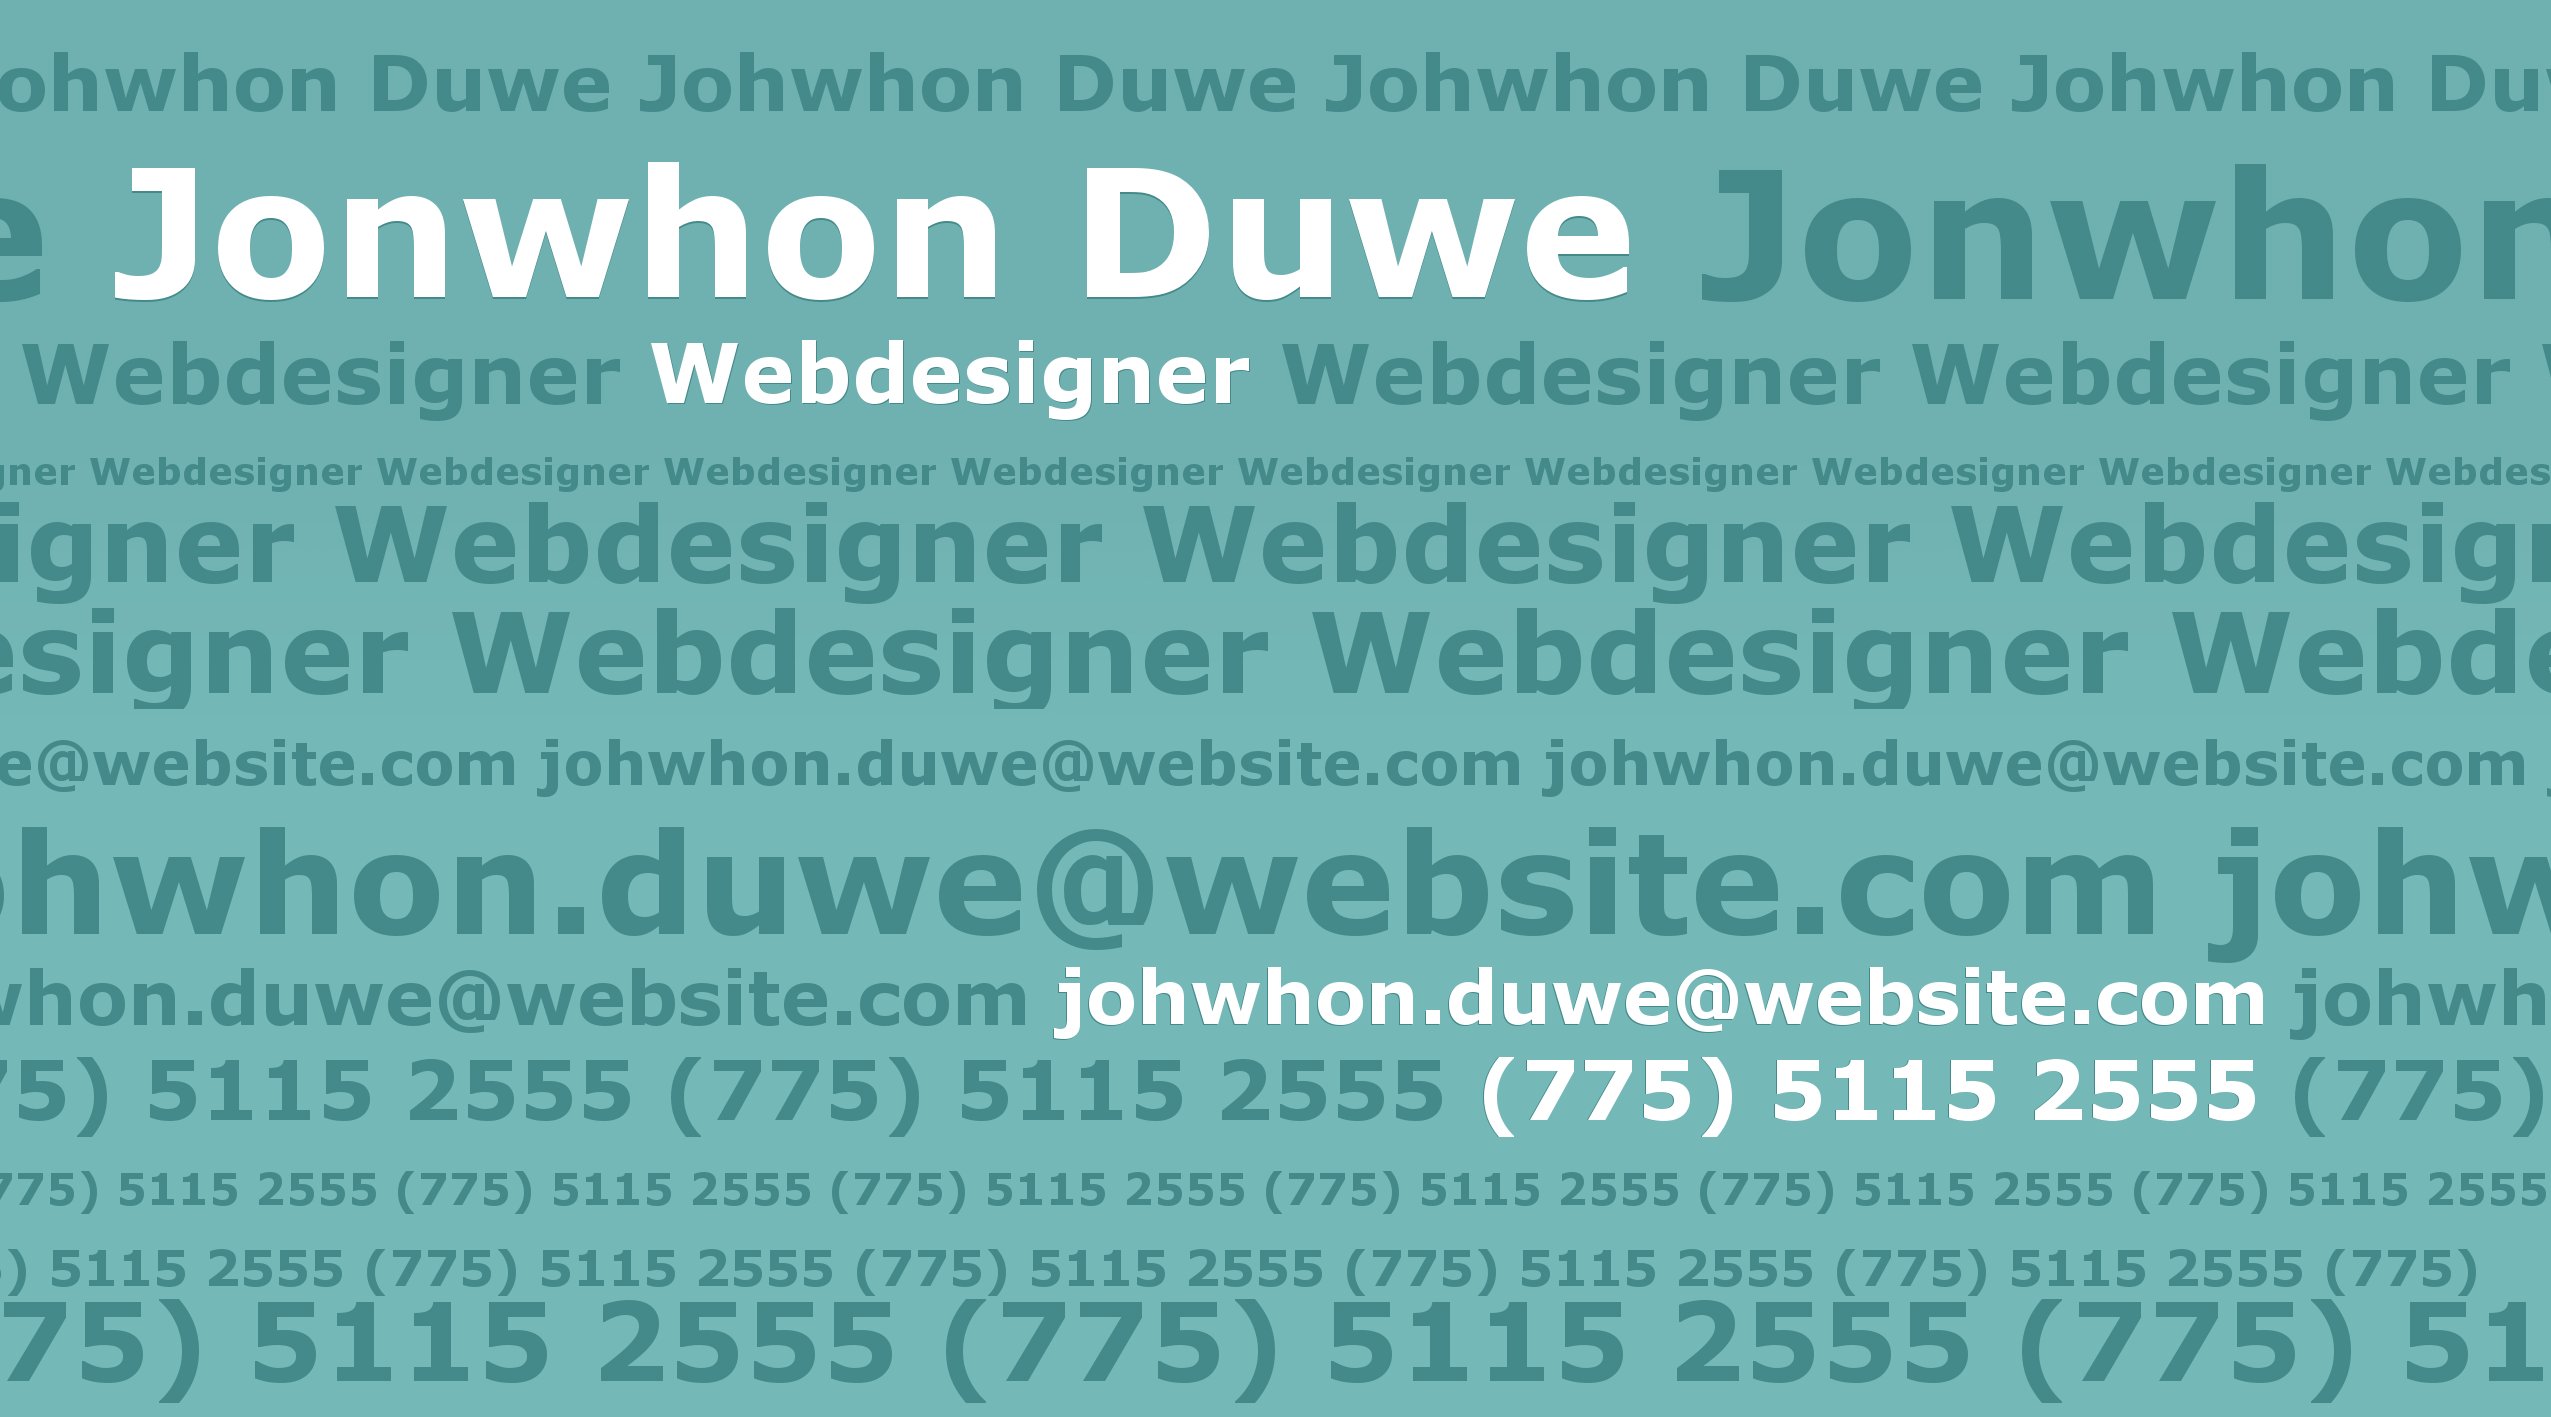 ohwhon Duwe Johwhon Duwe Johwhon Duwe Johwhon Du
e Jonwhon Duwe Jonwhon
Webdesigner Webdesigner Webdesigner Webdesigner
gner Webdesigner Webdesigner Webdesigner Webdesigner Webdesigner Webdesigner Webdesigner Webdesigner Webdes
igner Webdesigner Webdesigner Webdesign
esigner Webdesigner Webdesigner Webde
e@website.com johwhon.duwe@website.com johwhon.duwe@website.com
ohwhon.duwe@website.com johw
whon.duwe@website.com johwhon.duwe@website.com johwh
75) 5115 2555 (775) 5115 2555 (775) 5115 2555 (775)
775) 5115 2555 (775) 5115 2555 (775) 5115 2555 (775) 5115 2555 (775) 5115 2555 (775) 5115 2555
) 5115 2555 (775) 5115 2555 (775) 5115 2555 (775) 5115 2555 (775) 5115 2555 (775)
75) 5115 2555 (775) 5115 2555 (775) 51